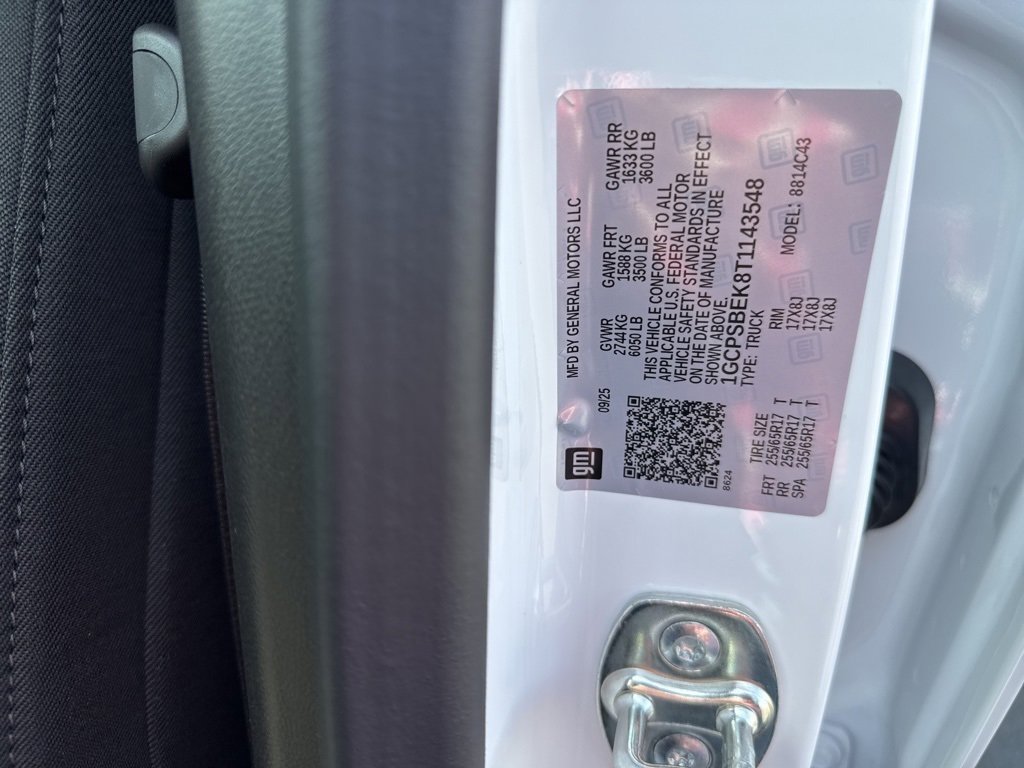 gm
MFD BY GENERAL MOTORS LLC
09/25
GVWR GAWR FRT GAWR RR
2744 KG 1588 KG 1633 KG
6050 LB 3500 LB 3600 LB
THIS VEHICLE CONFORMS TO ALL
APPLICABLE U.S. FEDERAL MOTOR
VEHICLE SAFETY STANDARDS IN EFFECT
ON THE DATE OF MANUFACTURE
SHOWN ABOVE.
1GCPSBEK8T1143548
TYPE: TRUCK
8624
MODEL: 8814C43
TIRE SIZE RIM
FRT 255/65R17 T 17X8J
RR 255/65R17 T 17X8J
SPA 255/65R17 T 17X8J